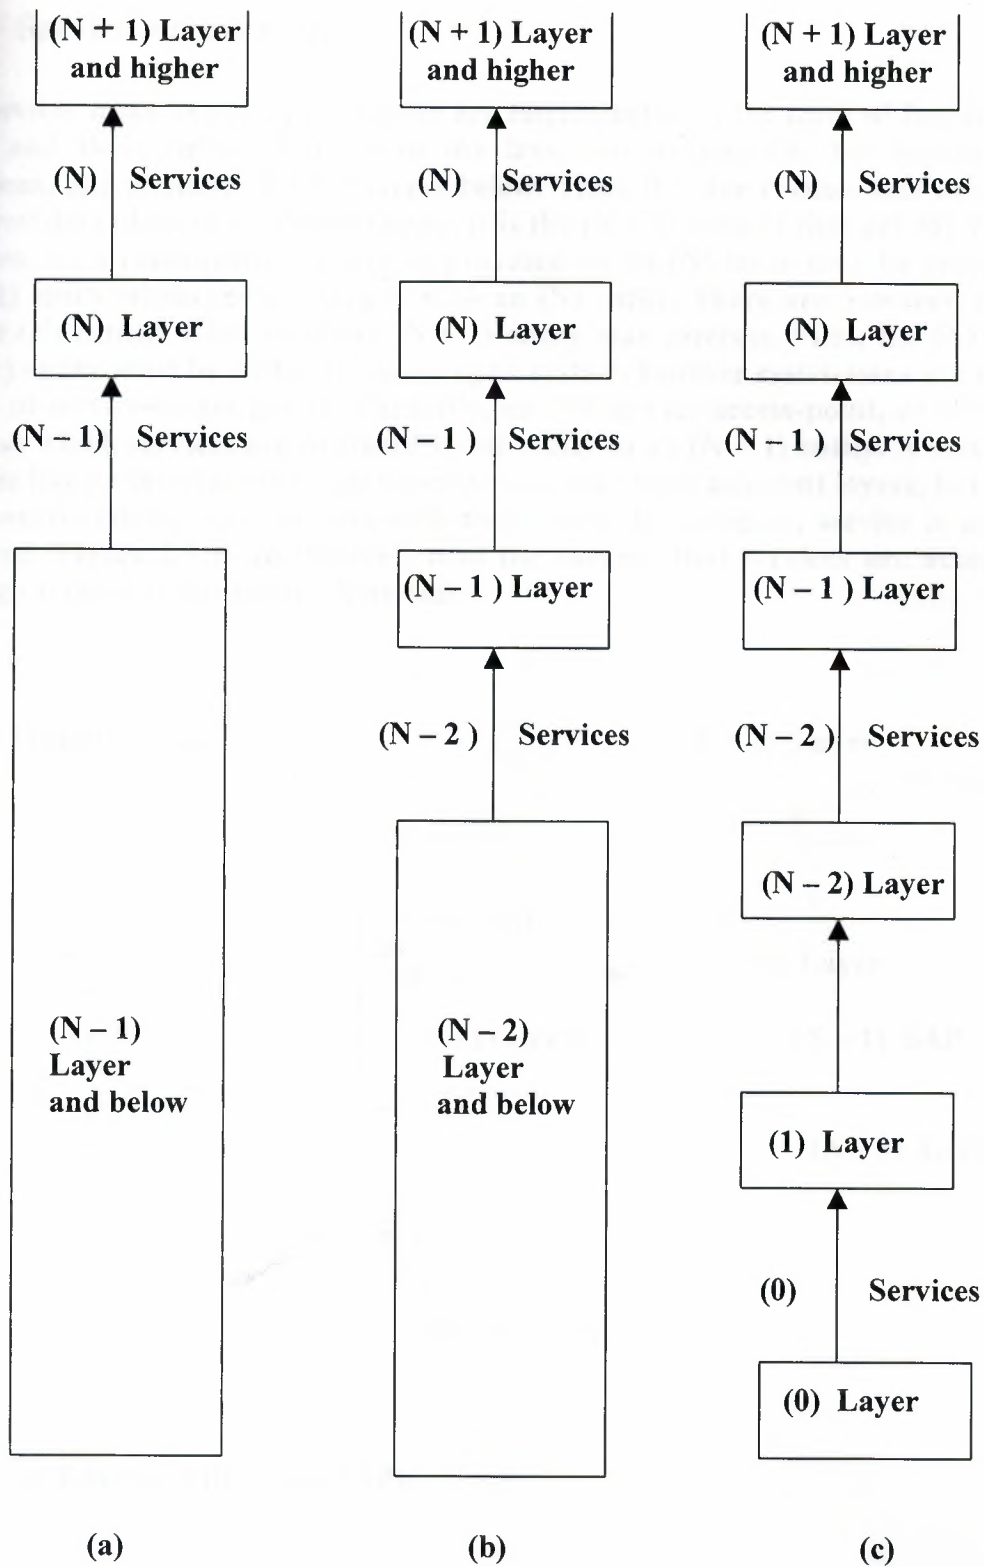 (N + 1) Layer
and higher
(N) Services
(N) Layer
(N – 1) Services
(N – 1)
Layer
and below
(a)
(N + 1) Layer
and higher
(N) Services
(N) Layer
(N – 1 ) Services
(N – 1 ) Layer
(N – 2 ) Services
(N – 2)
Layer
and below
(b)
(N + 1) Layer
and higher
(N) Services
(N) Layer
(N – 1 ) Services
(N – 1 ) Layer
(N – 2 ) Services
(N – 2) Layer
(1) Layer
(0) Services
(0) Layer
(c)